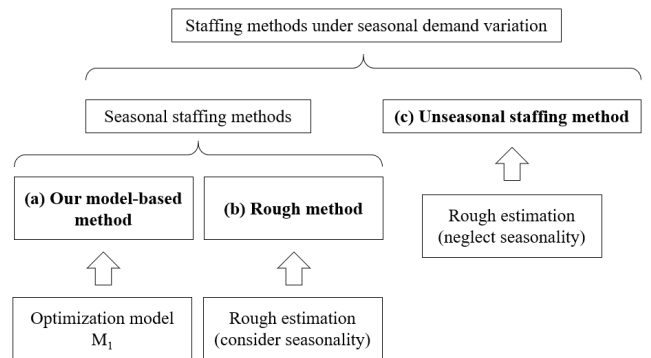 Staffing methods under seasonal demand variation
Seasonal staffing methods
(c) Unseasonal staffing method
(a) Our model-based
method
(b) Rough method
Rough estimation
(neglect seasonality)
Optimization model
M₁
Rough estimation
(consider seasonality)